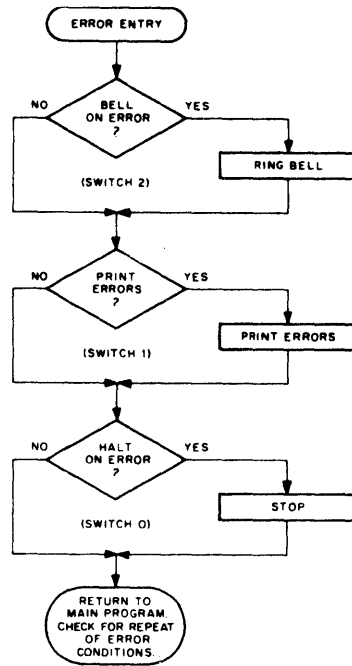 ERROR ENTRY
NO
BELL
ON ERROR
?
YES
RING BELL
(SWITCH 2)
NO
PRINT
ERRORS
?
YES
PRINT ERRORS
(SWITCH 1)
NO
HALT
ON ERROR
?
YES
STOP
(SWITCH 0)
RETURN TO
MAIN PROGRAM,
CHECK FOR REPEAT
OF ERROR
CONDITIONS.